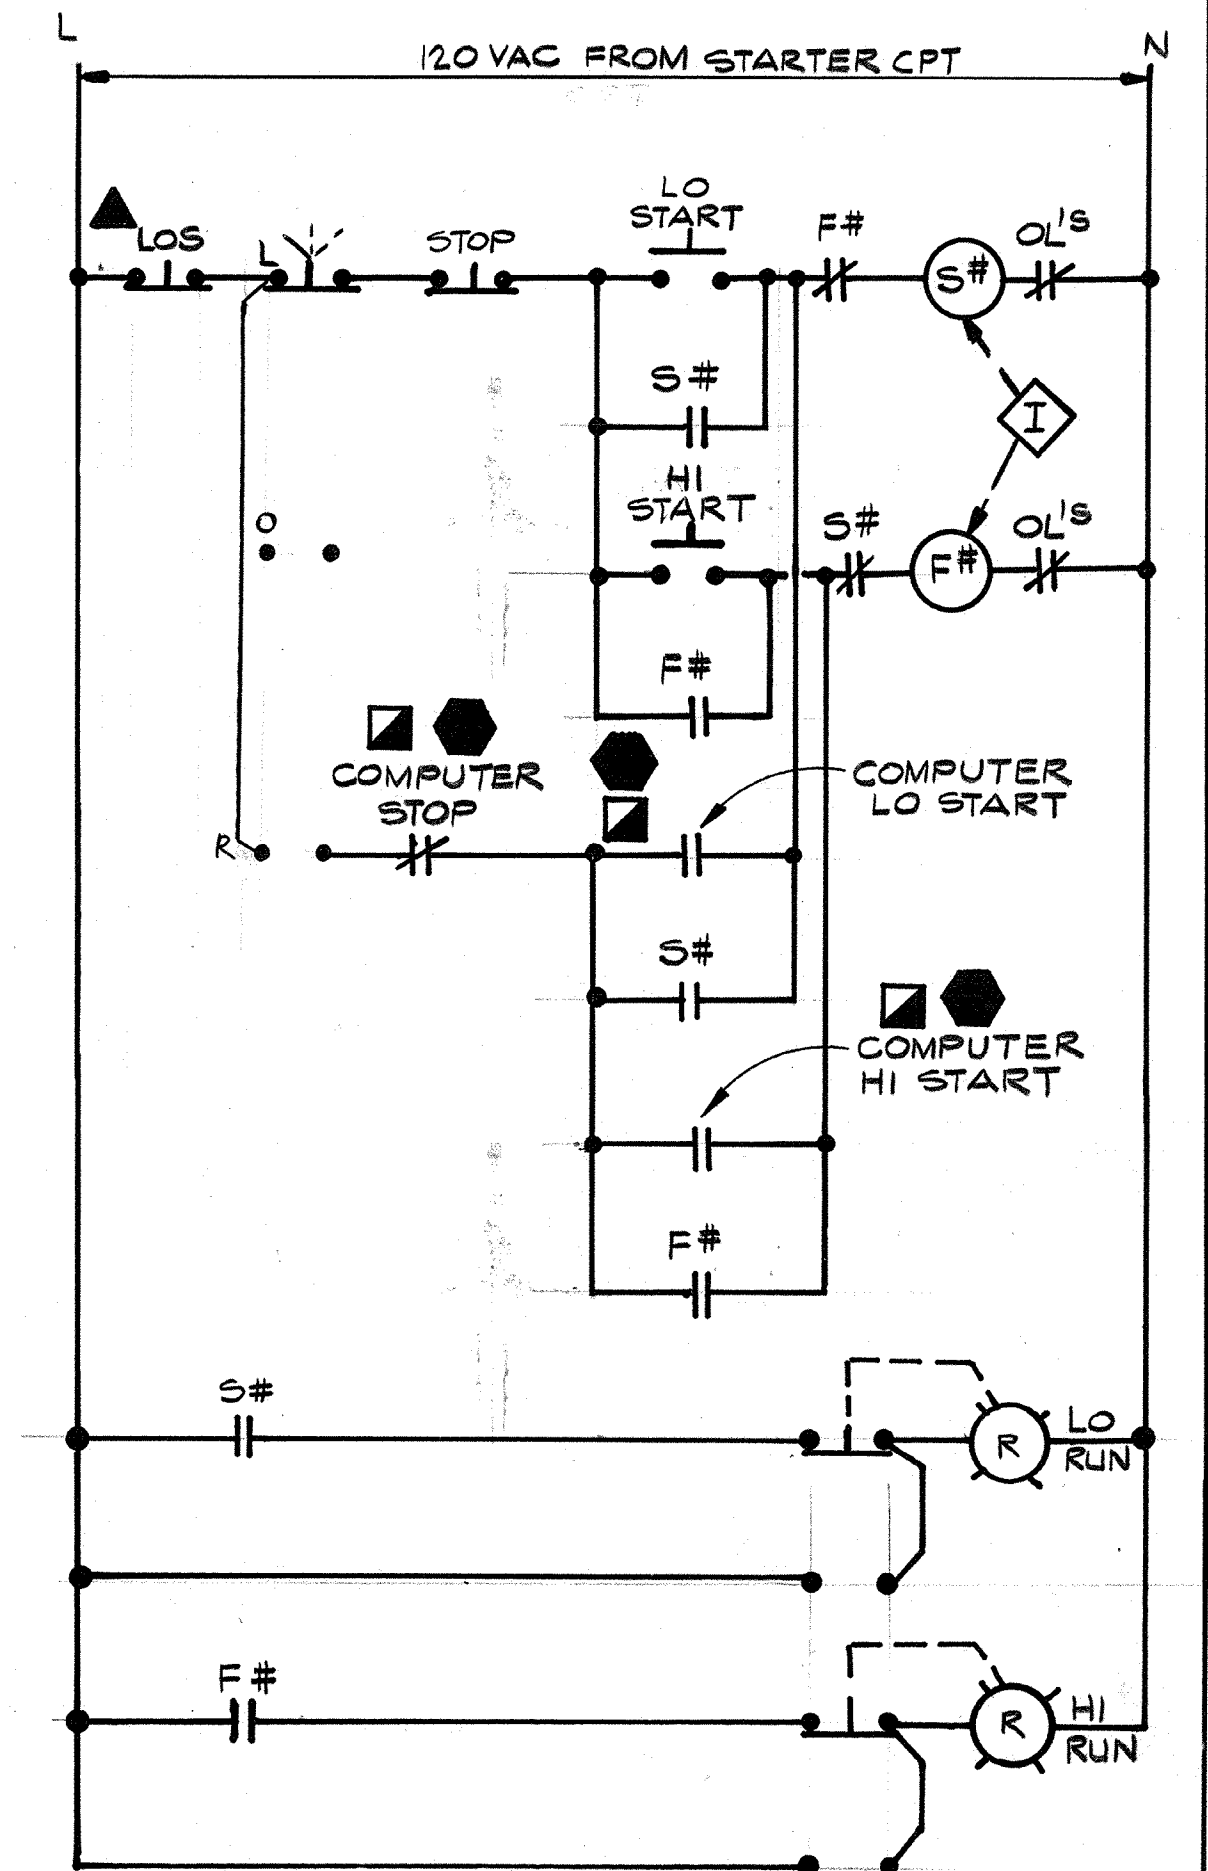 L
N
120 VAC FROM STARTER CPT
LO
START
LOS
L
STOP
F#
S#
OL'S
S#
I
HI
START
O
S#
F#
OL'S
F#
COMPUTER
STOP
COMPUTER
LO START
R
S#
COMPUTER
HI START
F#
S#
R
LO
RUN
F#
R
HI
RUN